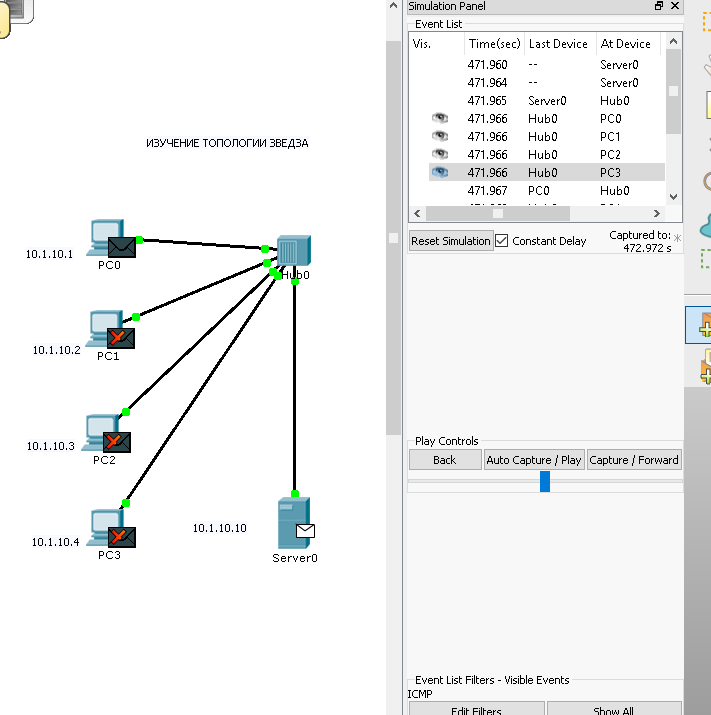 Simulation Panel
Event List
Vis. Time(sec) Last Device At Device
471.960 -- Server0
471.964 -- Server0
471.965 Server0 Hub0
471.966 Hub0 PC0
471.966 Hub0 PC1
471.966 Hub0 PC2
471.966 Hub0 PC3
471.967 PC0 Hub0
Reset Simulation Constant Delay Captured to:
472.972 s
ИЗУЧЕНИЕ ТОПОЛОГИИ ЗВЕДЗА
10.1.10.1
PC0
Hub0
10.1.10.2
PC1
10.1.10.3
PC2
10.1.10.4
PC3
10.1.10.10
Server0
Play Controls
Back Auto Capture / Play Capture / Forward
Event List Filters - Visible Events
ICMP
Edit Filters Show All